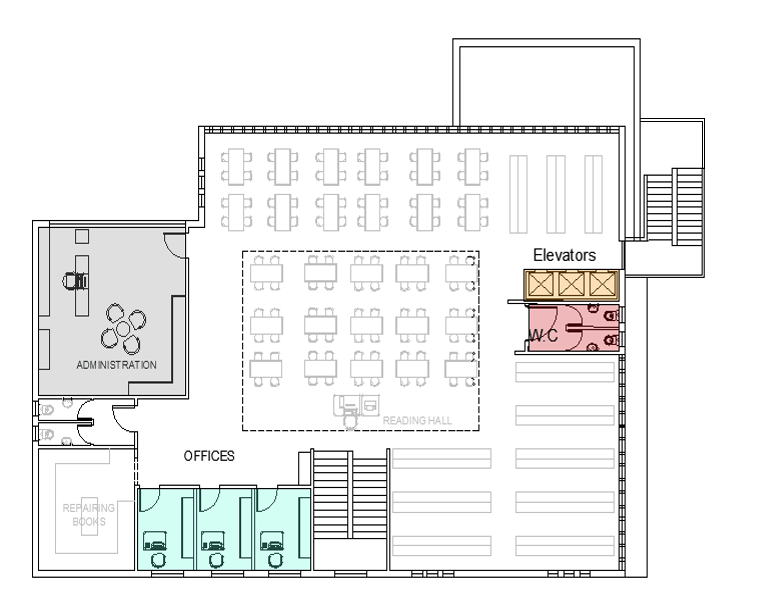 Elevators
W.C
ADMINISTRATION
READING HALL
OFFICES
REPAIRING
BOOKS